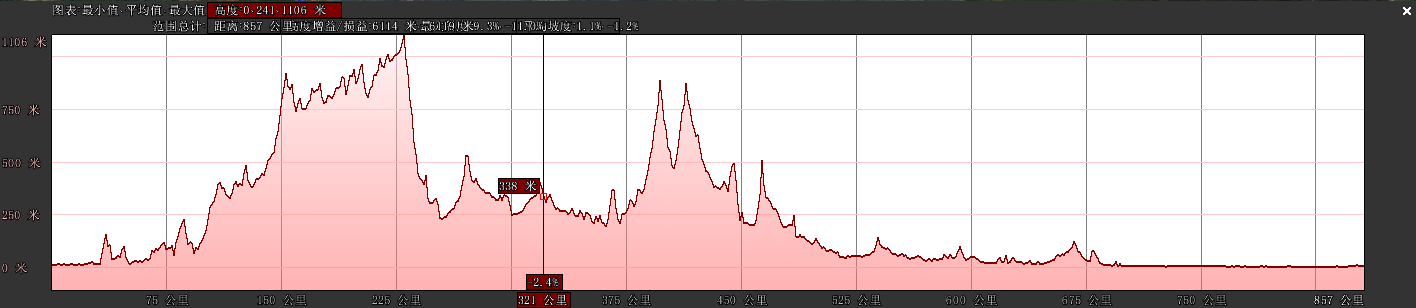 图表:最小值,平均值,最大值 高度:0,241,1106 米
范围总计: 距离:857 公里 高度增益/损益:6114 米
1106 米
750 米
338 米
500 米
250 米
0 米
-2.4%
75 公里 150 公里 225 公里 321 公里 375 公里 450 公里 525 公里 600 公里 675 公里 750 公里 857 公里